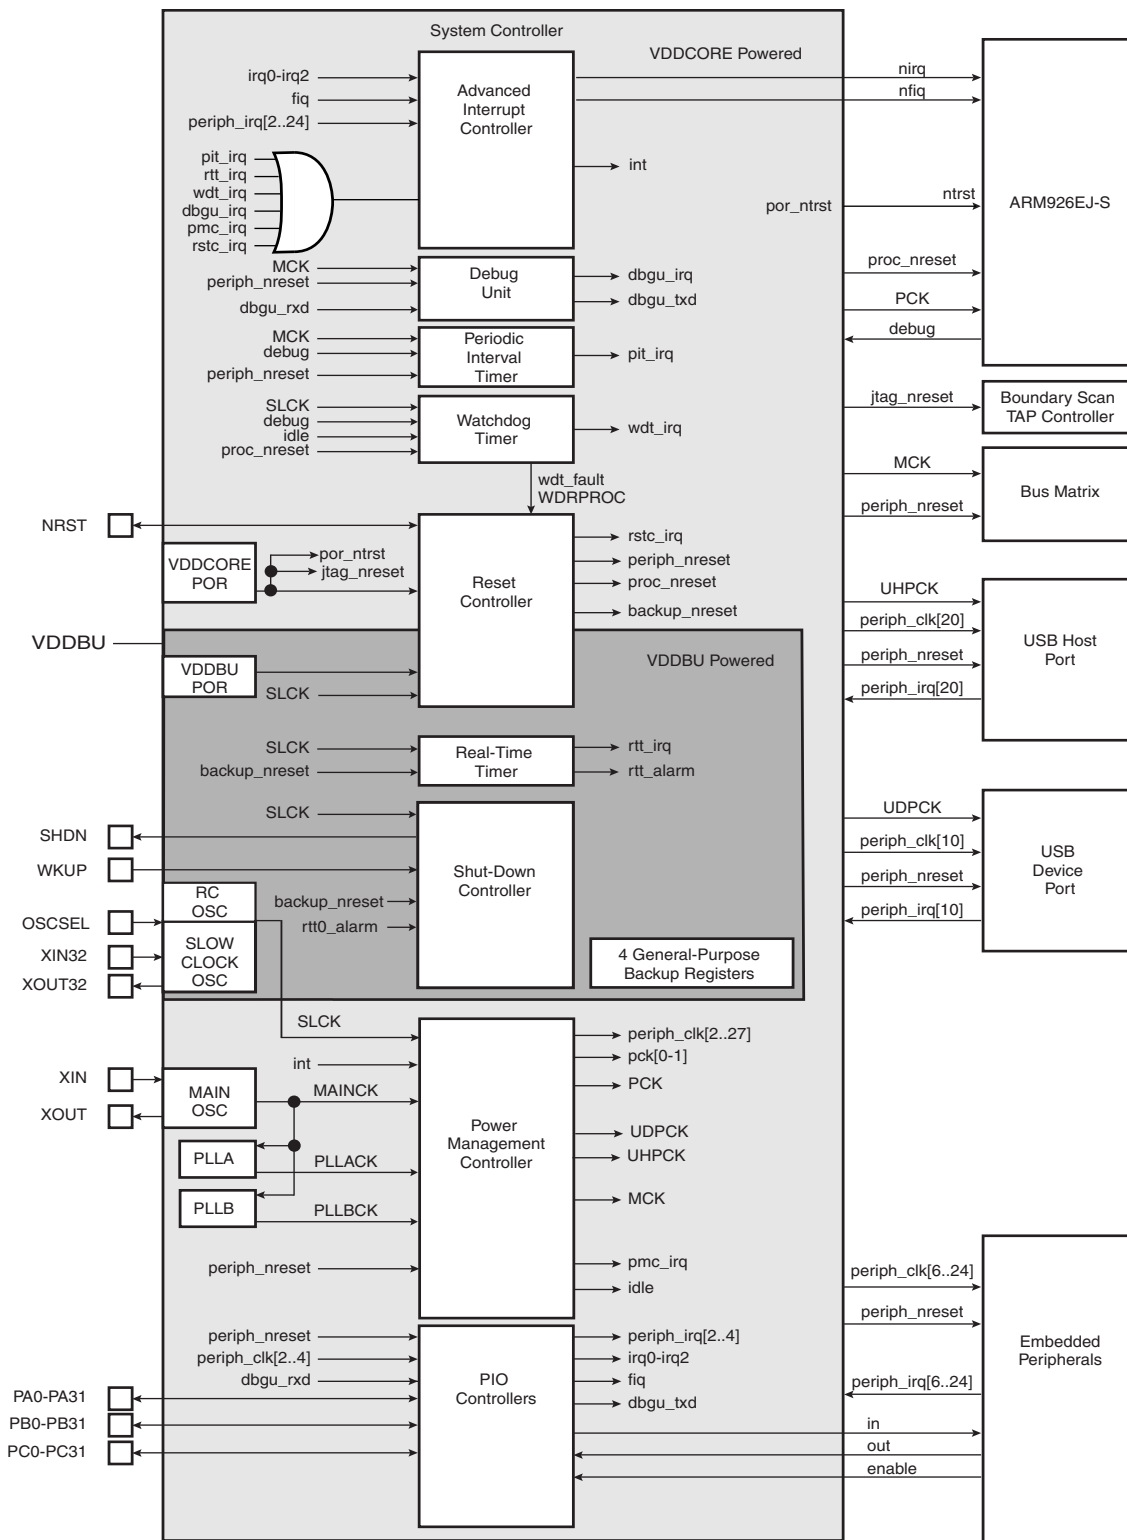 System Controller
VDDCORE Powered
irq0-irq2
fiq
periph_irq[2..24]
Advanced
Interrupt
Controller
nirq
nfiq
int
pit_irq
rtt_irq
wdt_irq
dbgu_irq
pmc_irq
rstc_irq
por_ntrst
ntrst
ARM926EJ-S
proc_nreset
PCK
debug
MCK
periph_nreset
dbgu_rxd
Debug
Unit
dbgu_irq
dbgu_txd
MCK
debug
periph_nreset
Periodic
Interval
Timer
pit_irq
SLCK
debug
idle
proc_nreset
Watchdog
Timer
wdt_irq
jtag_nreset
Boundary Scan
TAP Controller
wdt_fault
WDRPROC
MCK
periph_nreset
Bus Matrix
NRST
VDDCORE
POR
por_ntrst
jtag_nreset
Reset
Controller
rstc_irq
periph_nreset
proc_nreset
backup_nreset
UHPCK
periph_clk[20]
periph_nreset
periph_irq[20]
USB Host
Port
VDDBU
VDDBU Powered
VDDBU
POR
SLCK
SLCK
backup_nreset
Real-Time
Timer
rtt_irq
rtt_alarm
SLCK
SHDN
WKUP
backup_nreset
rtt0_alarm
Shut-Down
Controller
UDPCK
periph_clk[10]
periph_nreset
periph_irq[10]
USB
Device
Port
RC
OSC
OSCSEL
XIN32
XOUT32
SLOW
CLOCK
OSC
4 General-Purpose
Backup Registers
SLCK
int
XIN
XOUT
MAIN
OSC
MAINCK
PLLA
PLLACK
PLLB
PLLBCK
periph_nreset
Power
Management
Controller
periph_clk[2..27]
pck[0-1]
PCK
UDPCK
UHPCK
MCK
pmc_irq
idle
periph_nreset
periph_clk[2..4]
dbgu_rxd
PA0-PA31
PB0-PB31
PC0-PC31
PIO
Controllers
periph_irq[2..4]
irq0-irq2
fiq
dbgu_txd
periph_clk[6..24]
periph_nreset
periph_irq[6..24]
in
out
enable
Embedded
Peripherals